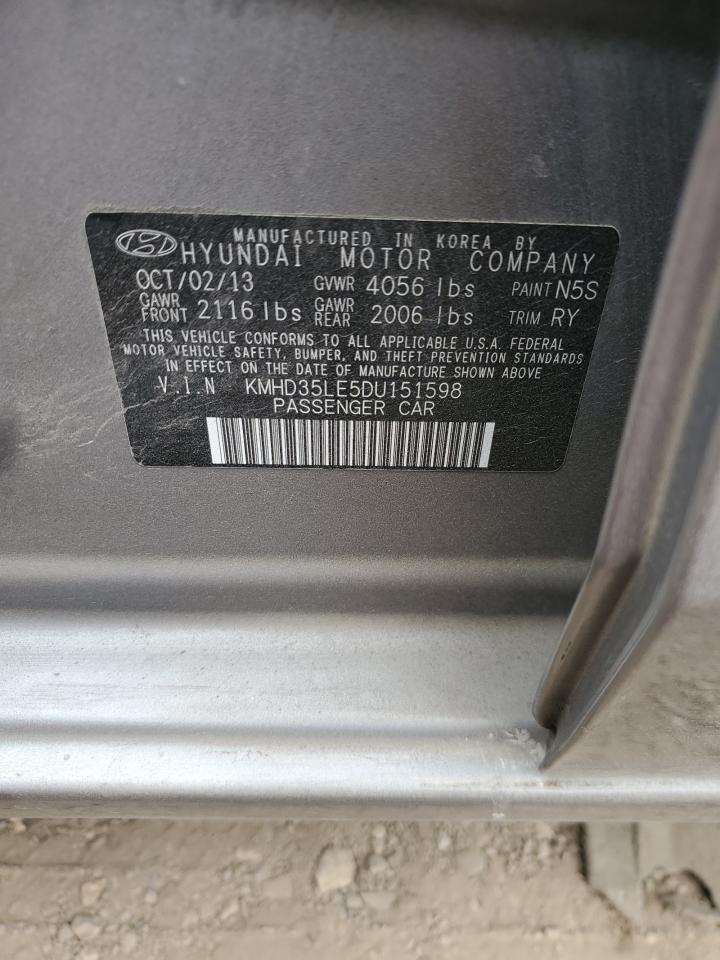 MANUFACTURED IN KOREA BY
HYUNDAI MOTOR COMPANY
OCT/02/13 GVWR 4056 lbs PAINT N5S
GAWR FRONT 2116 lbs GAWR REAR 2006 lbs TRIM RY
THIS VEHICLE CONFORMS TO ALL APPLICABLE U.S.A. FEDERAL
MOTOR VEHICLE SAFETY, BUMPER, AND THEFT PREVENTION STANDARDS
IN EFFECT ON THE DATE OF MANUFACTURE SHOWN ABOVE
V.I.N KMHD35LE5DU151598
PASSENGER CAR